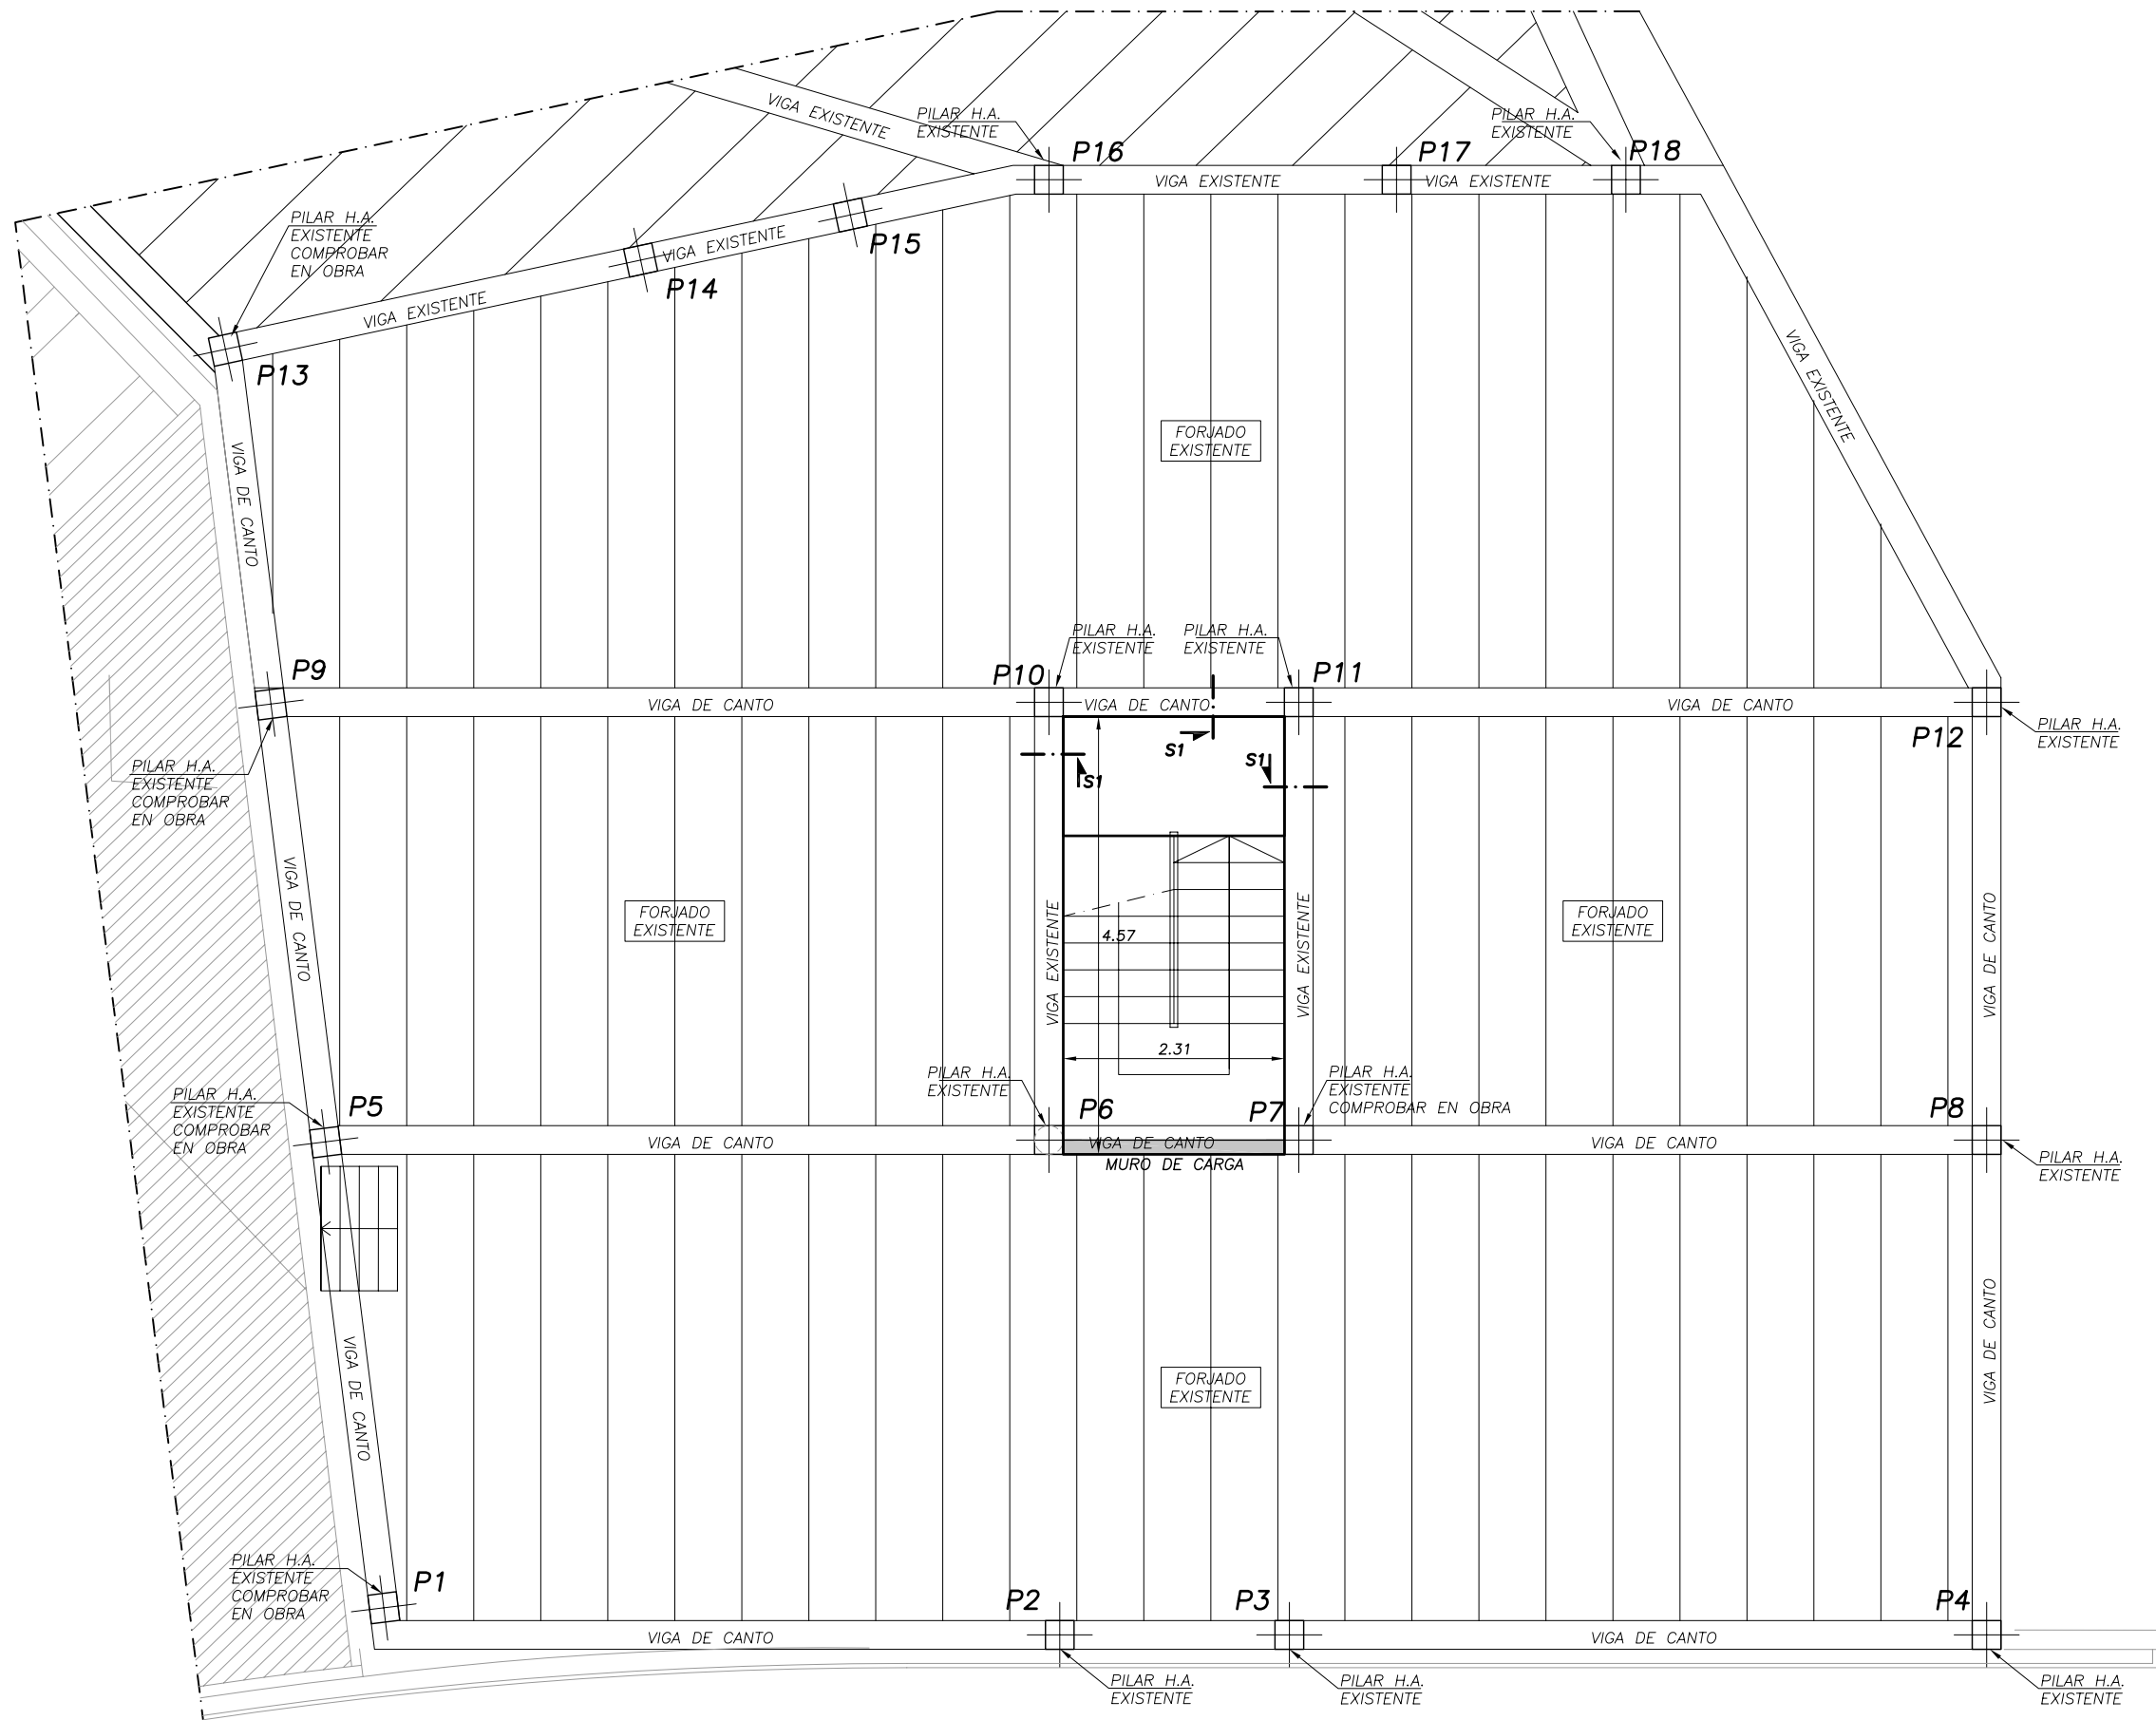 PILAR H.A.
EXISTENTE
PILAR H.A.
EXISTENTE
VIGA EXISTENTE
P16
P17
P18
VIGA EXISTENTE
VIGA EXISTENTE
PILAR H.A.
EXISTENTE
COMPROBAR
EN OBRA
P15
VIGA EXISTENTE
P14
VIGA EXISTENTE
P13
VIGA EXISTENTE
FORJADO
EXISTENTE
VIGA DE CANTO
PILAR H.A.
EXISTENTE
PILAR H.A.
EXISTENTE
P9
P10
P11
VIGA DE CANTO
VIGA DE CANTO
VIGA DE CANTO
P12
PILAR H.A.
EXISTENTE
S1
S1
S1
PILAR H.A.
EXISTENTE
COMPROBAR
EN OBRA
VIGA DE CANTO
FORJADO
EXISTENTE
VIGA EXISTENTE
4.57
VIGA EXISTENTE
FORJADO
EXISTENTE
VIGA DE CANTO
2.31
PILAR H.A.
EXISTENTE
PILAR H.A.
EXISTENTE
COMPROBAR EN OBRA
PILAR H.A.
EXISTENTE
COMPROBAR
EN OBRA
P5
P6
P7
P8
VIGA DE CANTO
VIGA DE CANTO
VIGA DE CANTO
MURO DE CARGA
PILAR H.A.
EXISTENTE
VIGA DE CANTO
FORJADO
EXISTENTE
VIGA DE CANTO
PILAR H.A.
EXISTENTE
COMPROBAR
EN OBRA
P1
P2
P3
P4
VIGA DE CANTO
VIGA DE CANTO
PILAR H.A.
EXISTENTE
PILAR H.A.
EXISTENTE
PILAR H.A.
EXISTENTE